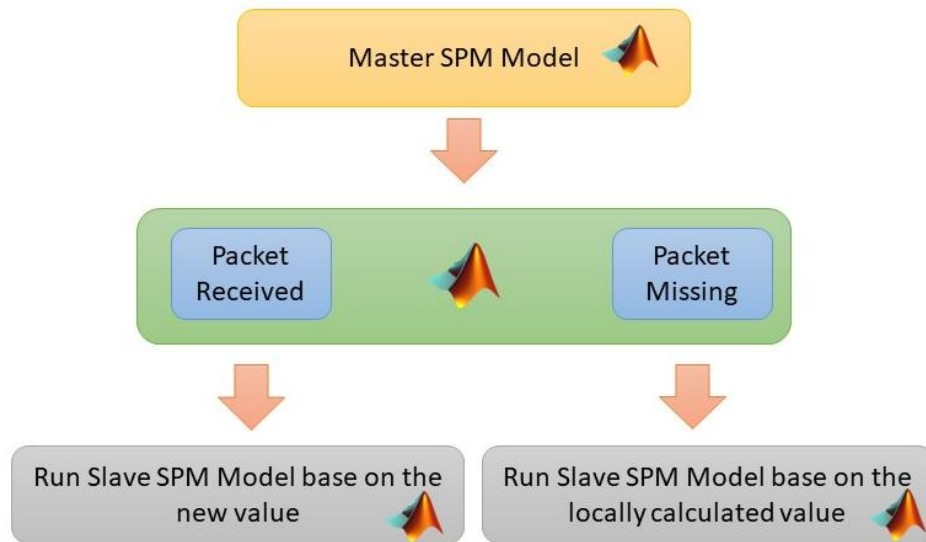 Master SPM Model
Packet
Received
Packet
Missing
Run Slave SPM Model base on the
new value
Run Slave SPM Model base on the
locally calculated value